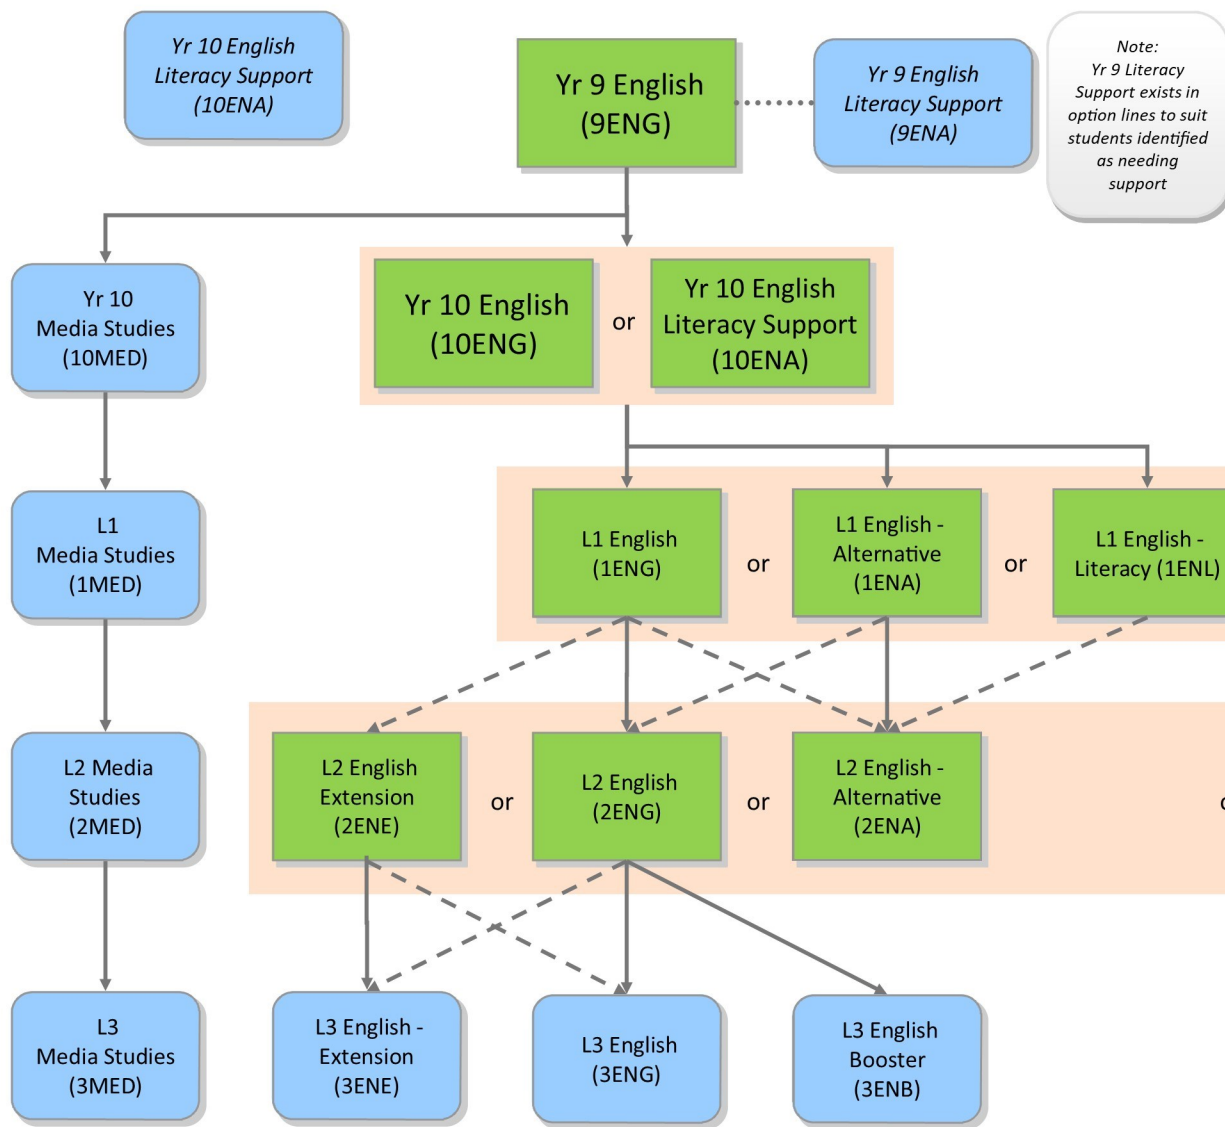 Yr 10 English
Literacy Support
(10ENA)
Yr 9 English
(9ENG)
Yr 9 English
Literacy Support
(9ENA)
Note:
Yr 9 Literacy
Support exists in
option lines to suit
students identified
as needing
support
Yr 10
Media Studies
(10MED)
Yr 10 English
(10ENG)
or
Yr 10 English
Literacy Support
(10ENA)
L1
Media Studies
(1MED)
L1 English
(1ENG)
or
L1 English -
Alternative
(1ENA)
or
L1 English -
Literacy (1ENL)
L2 Media
Studies
(2MED)
L2 English
Extension
(2ENE)
or
L2 English
(2ENG)
or
L2 English -
Alternative
(2ENA)
L3
Media Studies
(3MED)
L3 English -
Extension
(3ENE)
L3 English
(3ENG)
L3 English
Booster
(3ENB)